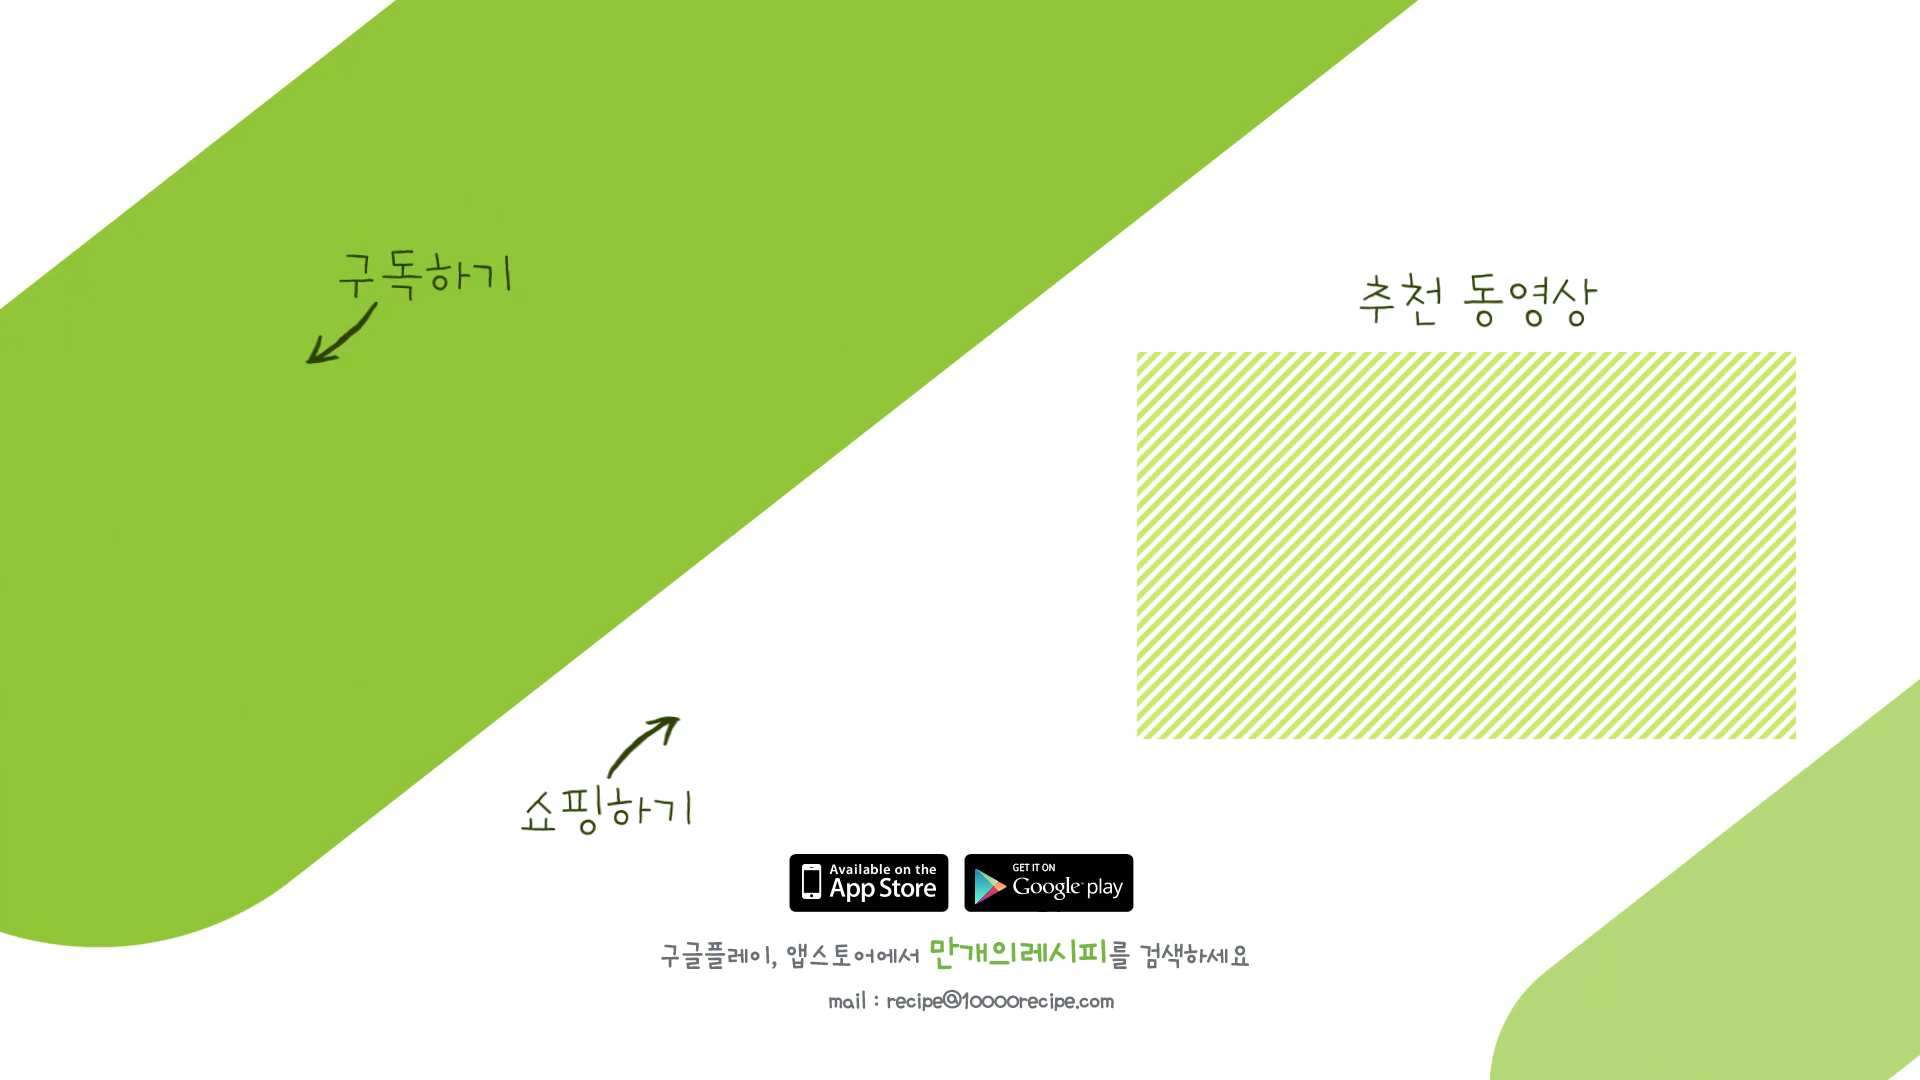 구독하기
추천 동영상
쇼핑하기
Available on the
App Store
GET IT ON
Google play
구글플레이, 앱스토어에서 만개의레시피를 검색하세요
mail : recipe@10000recipe.com